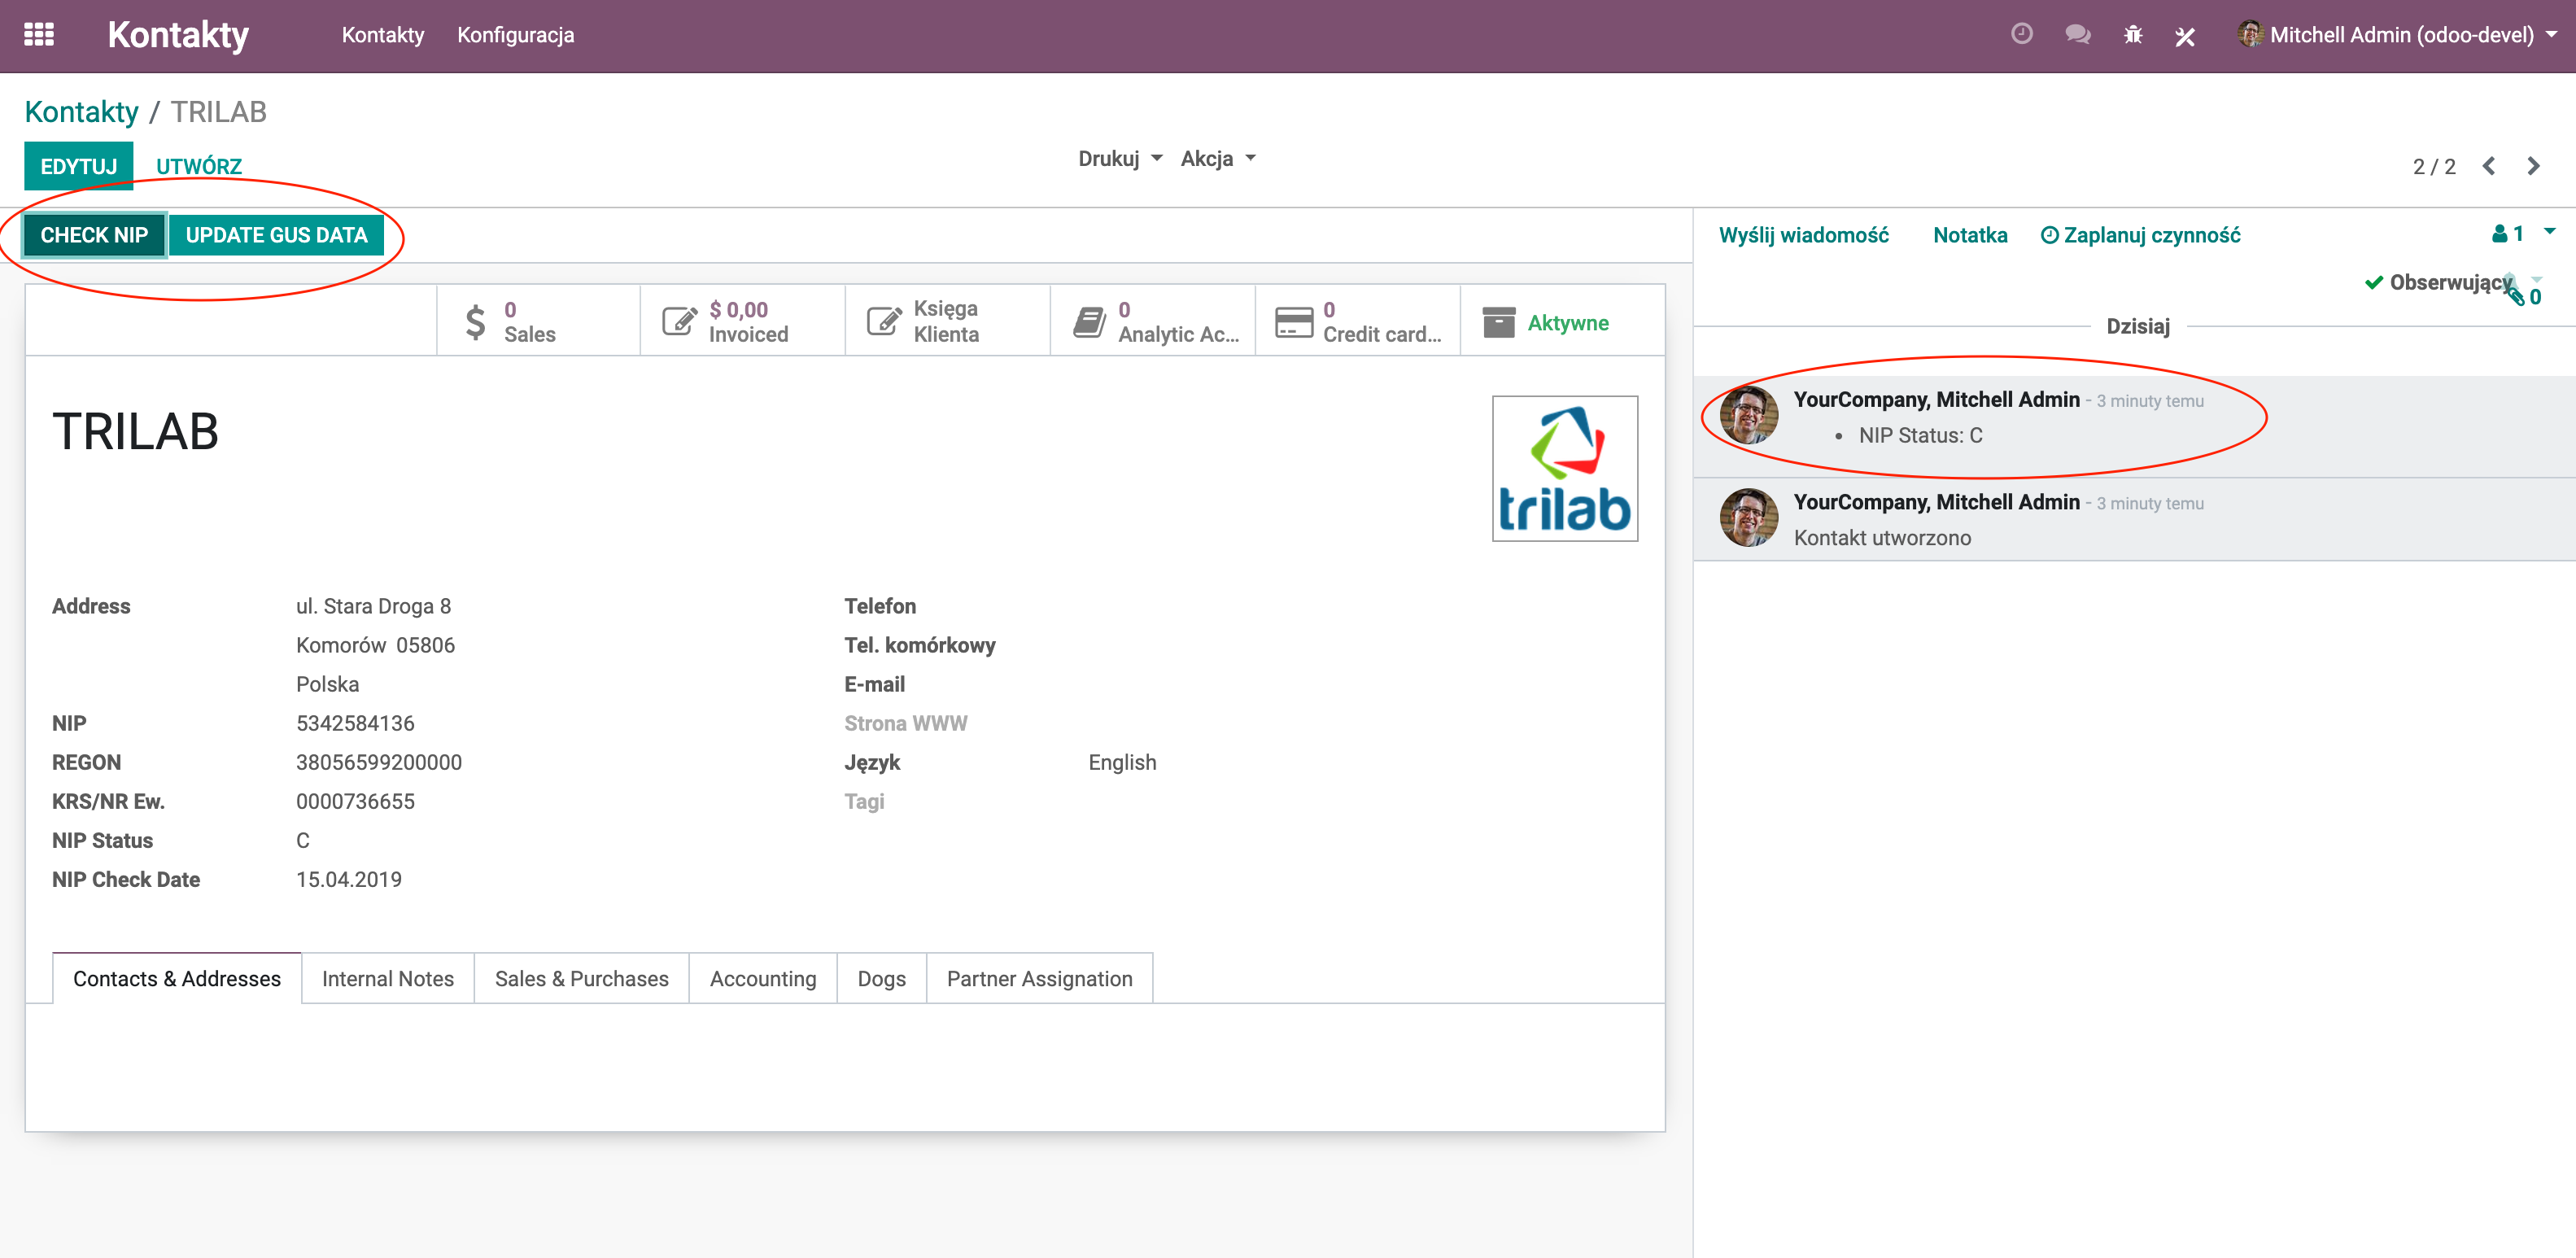 Kontakty
Kontakty Konfiguracja
Mitchell Admin (odoo-devel)
Kontakty / TRILAB
EDYTUJ UTWÓRZ
Drukuj Akcja
2 / 2
CHECK NIP UPDATE GUS DATA
0
Sales
$ 0,00
Invoiced
Księga
Klienta
0
Analytic Ac...
0
Credit card...
Aktywne
TRILAB
trilab
Address ul. Stara Droga 8
Komorów 05806
Polska
NIP 5342584136
REGON 38056599200000
KRS/NR Ew. 0000736655
NIP Status C
NIP Check Date 15.04.2019
Telefon
Tel. komórkowy
E-mail
Strona WWW
Język English
Tagi
Contacts & Addresses Internal Notes Sales & Purchases Accounting Dogs Partner Assignation
Wyślij wiadomość Notatka Zaplanuj czynność 1
Obserwujący
0
Dzisiaj
YourCompany, Mitchell Admin - 3 minuty temu
• NIP Status: C
YourCompany, Mitchell Admin - 3 minuty temu
Kontakt utworzono